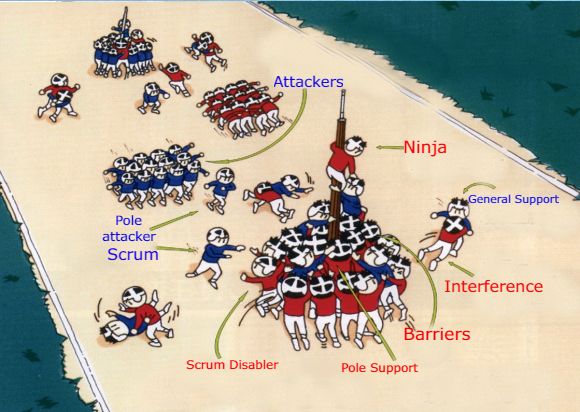 Attackers
Ninja
General Support
Pole
attacker
Scrum
Interference
Barriers
Scrum Disabler
Pole Support